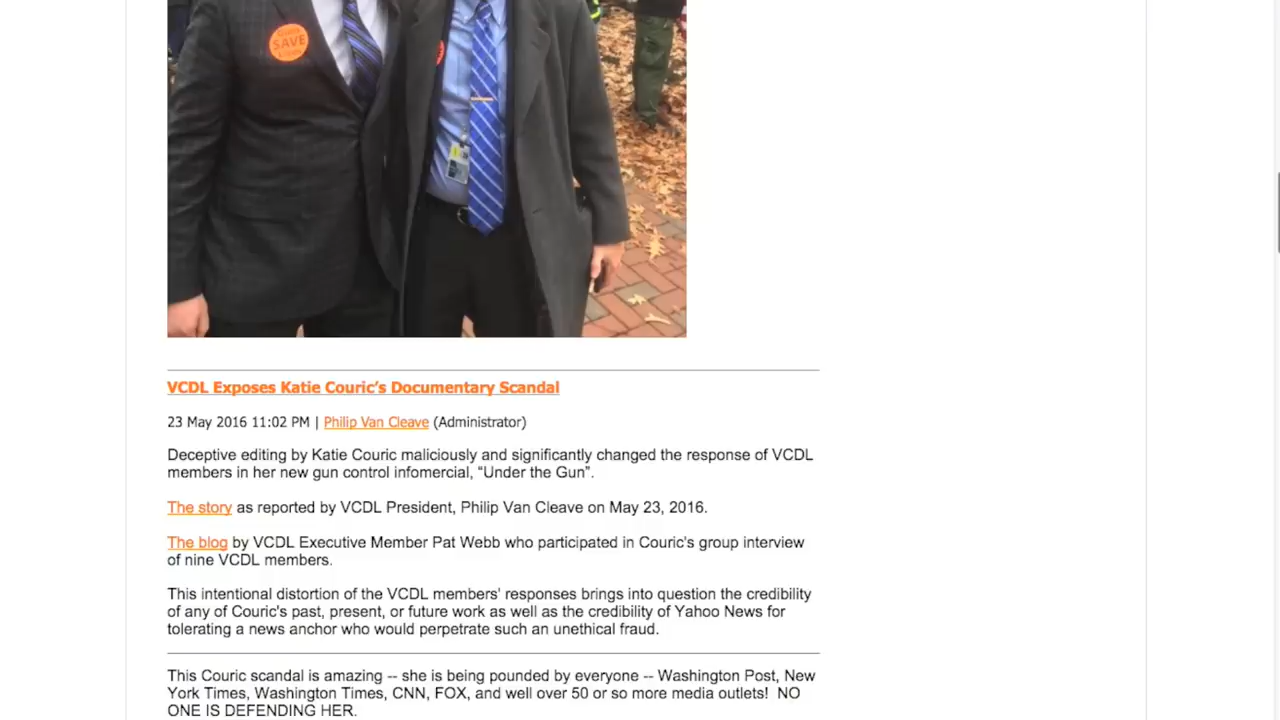 SAVE
VCDL Exposes Katie Couric's Documentary Scandal
23 May 2016 11:02 PM | Philip Van Cleave (Administrator)
Deceptive editing by Katie Couric maliciously and significantly changed the response of VCDL
members in her new gun control infomercial, “Under the Gun”.
The story as reported by VCDL President, Philip Van Cleave on May 23, 2016.
The blog by VCDL Executive Member Pat Webb who participated in Couric's group interview
of nine VCDL members.
This intentional distortion of the VCDL members' responses brings into question the credibility
of any of Couric's past, present, or future work as well as the credibility of Yahoo News for
tolerating a news anchor who would perpetrate such an unethical fraud.
This Couric scandal is amazing -- she is being pounded by everyone -- Washington Post, New
York Times, Washington Times, CNN, FOX, and well over 50 or so more media outlets!  NO
ONE IS DEFENDING HER.